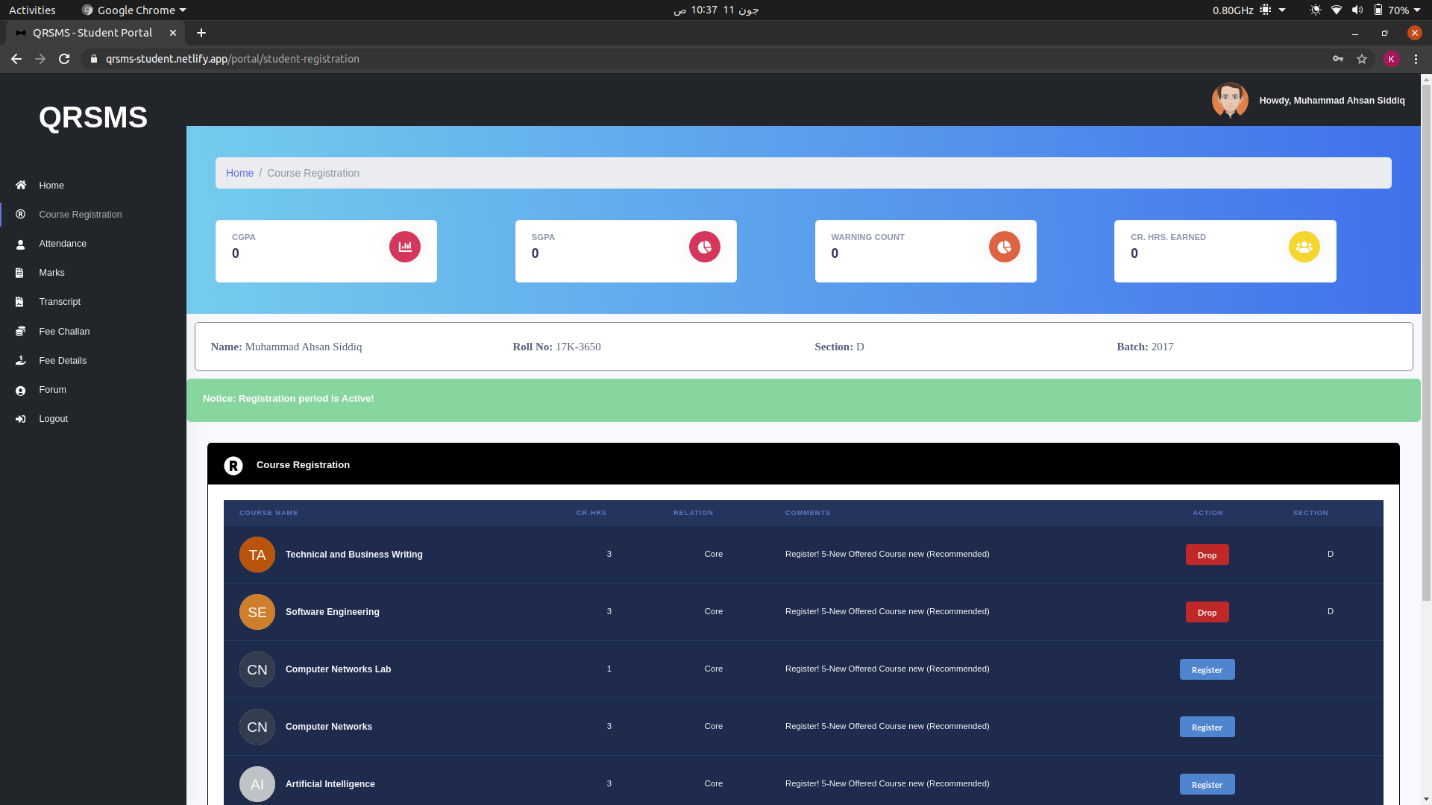 Activities Google Chrome جون 11  10:37 ص 0.80GHz 70%
QRSMS - Student Portal
qrsms-student.netlify.app/portal/student-registration K
QRSMS
Howdy, Muhammad Ahsan Siddiq
Home
Course Registration
Attendance
Marks
Transcript
Fee Challan
Fee Details
Forum
Logout
Home / Course Registration
CGPA
0
SGPA
0
WARNING COUNT
0
CR. HRS. EARNED
0
Name: Muhammad Ahsan Siddiq Roll No: 17K-3650 Section: D Batch: 2017
Notice: Registration period is Active!
R Course Registration
COURSE NAME CR.HRS RELATION COMMENTS ACTION SECTION
TA Technical and Business Writing 3 Core Register! 5-New Offered Course new (Recommended) Drop D
SE Software Engineering 3 Core Register! 5-New Offered Course new (Recommended) Drop D
CN Computer Networks Lab 1 Core Register! 5-New Offered Course new (Recommended) Register
CN Computer Networks 3 Core Register! 5-New Offered Course new (Recommended) Register
AI Artificial Intelligence 3 Core Register! 5-New Offered Course new (Recommended) Register